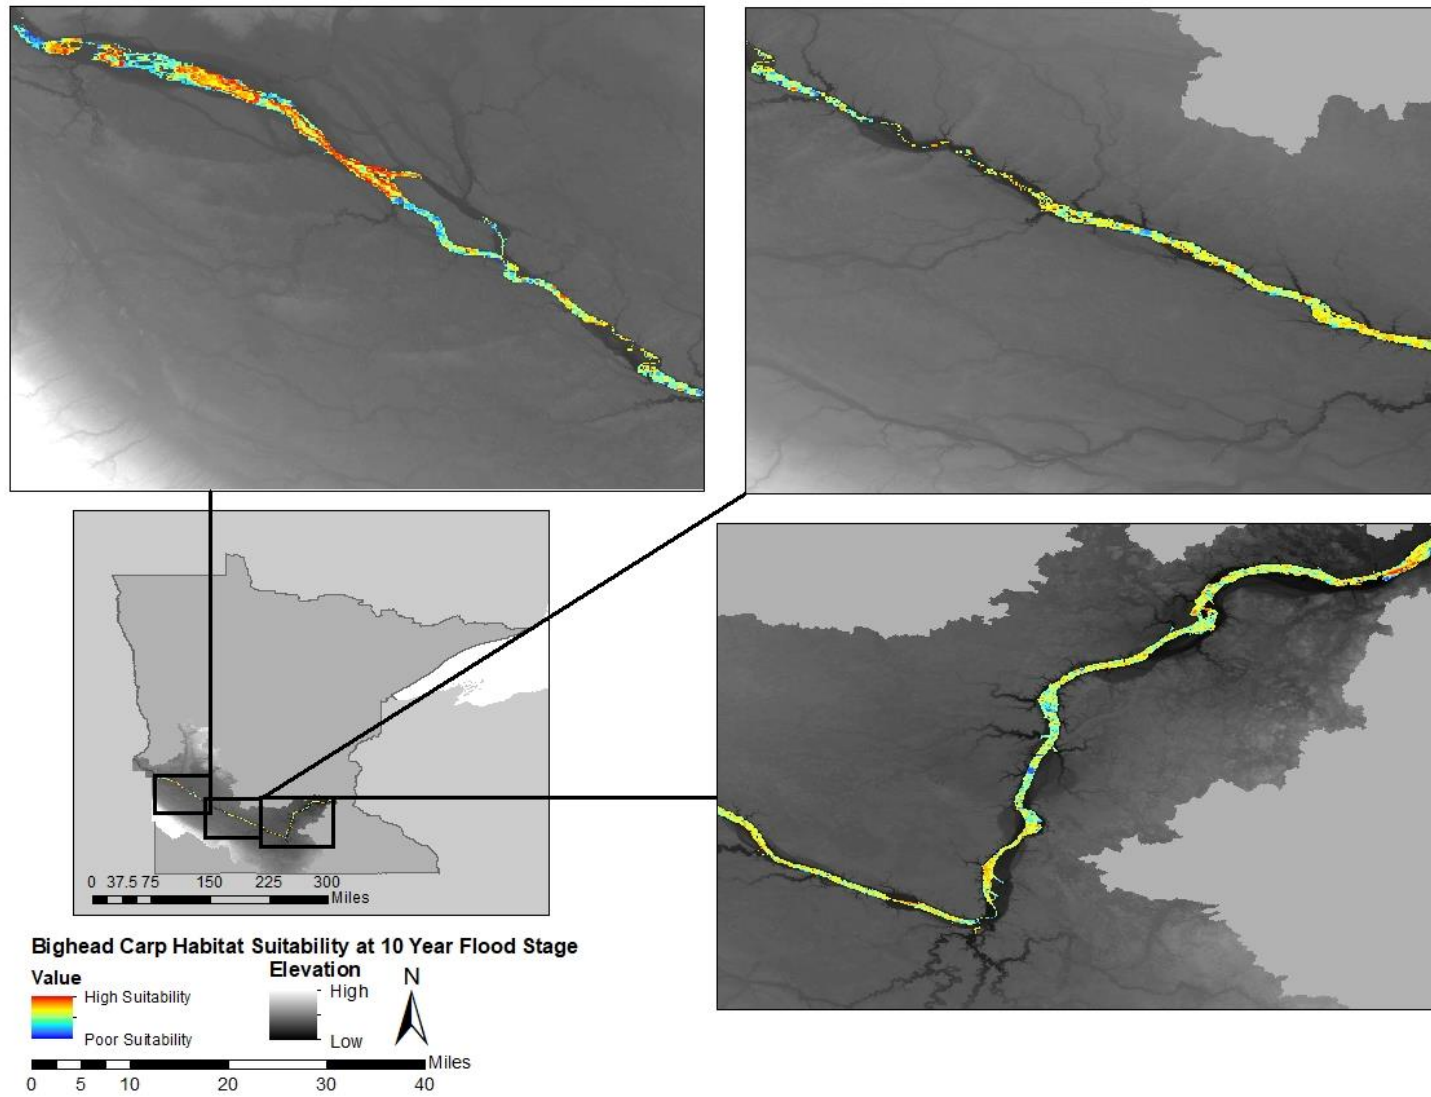 0 37.5 75 150 225 300
Miles
Bighead Carp Habitat Suitability at 10 Year Flood Stage
Value
High Suitability
Poor Suitability
Elevation
High
Low
N
Miles
0 5 10 20 30 40